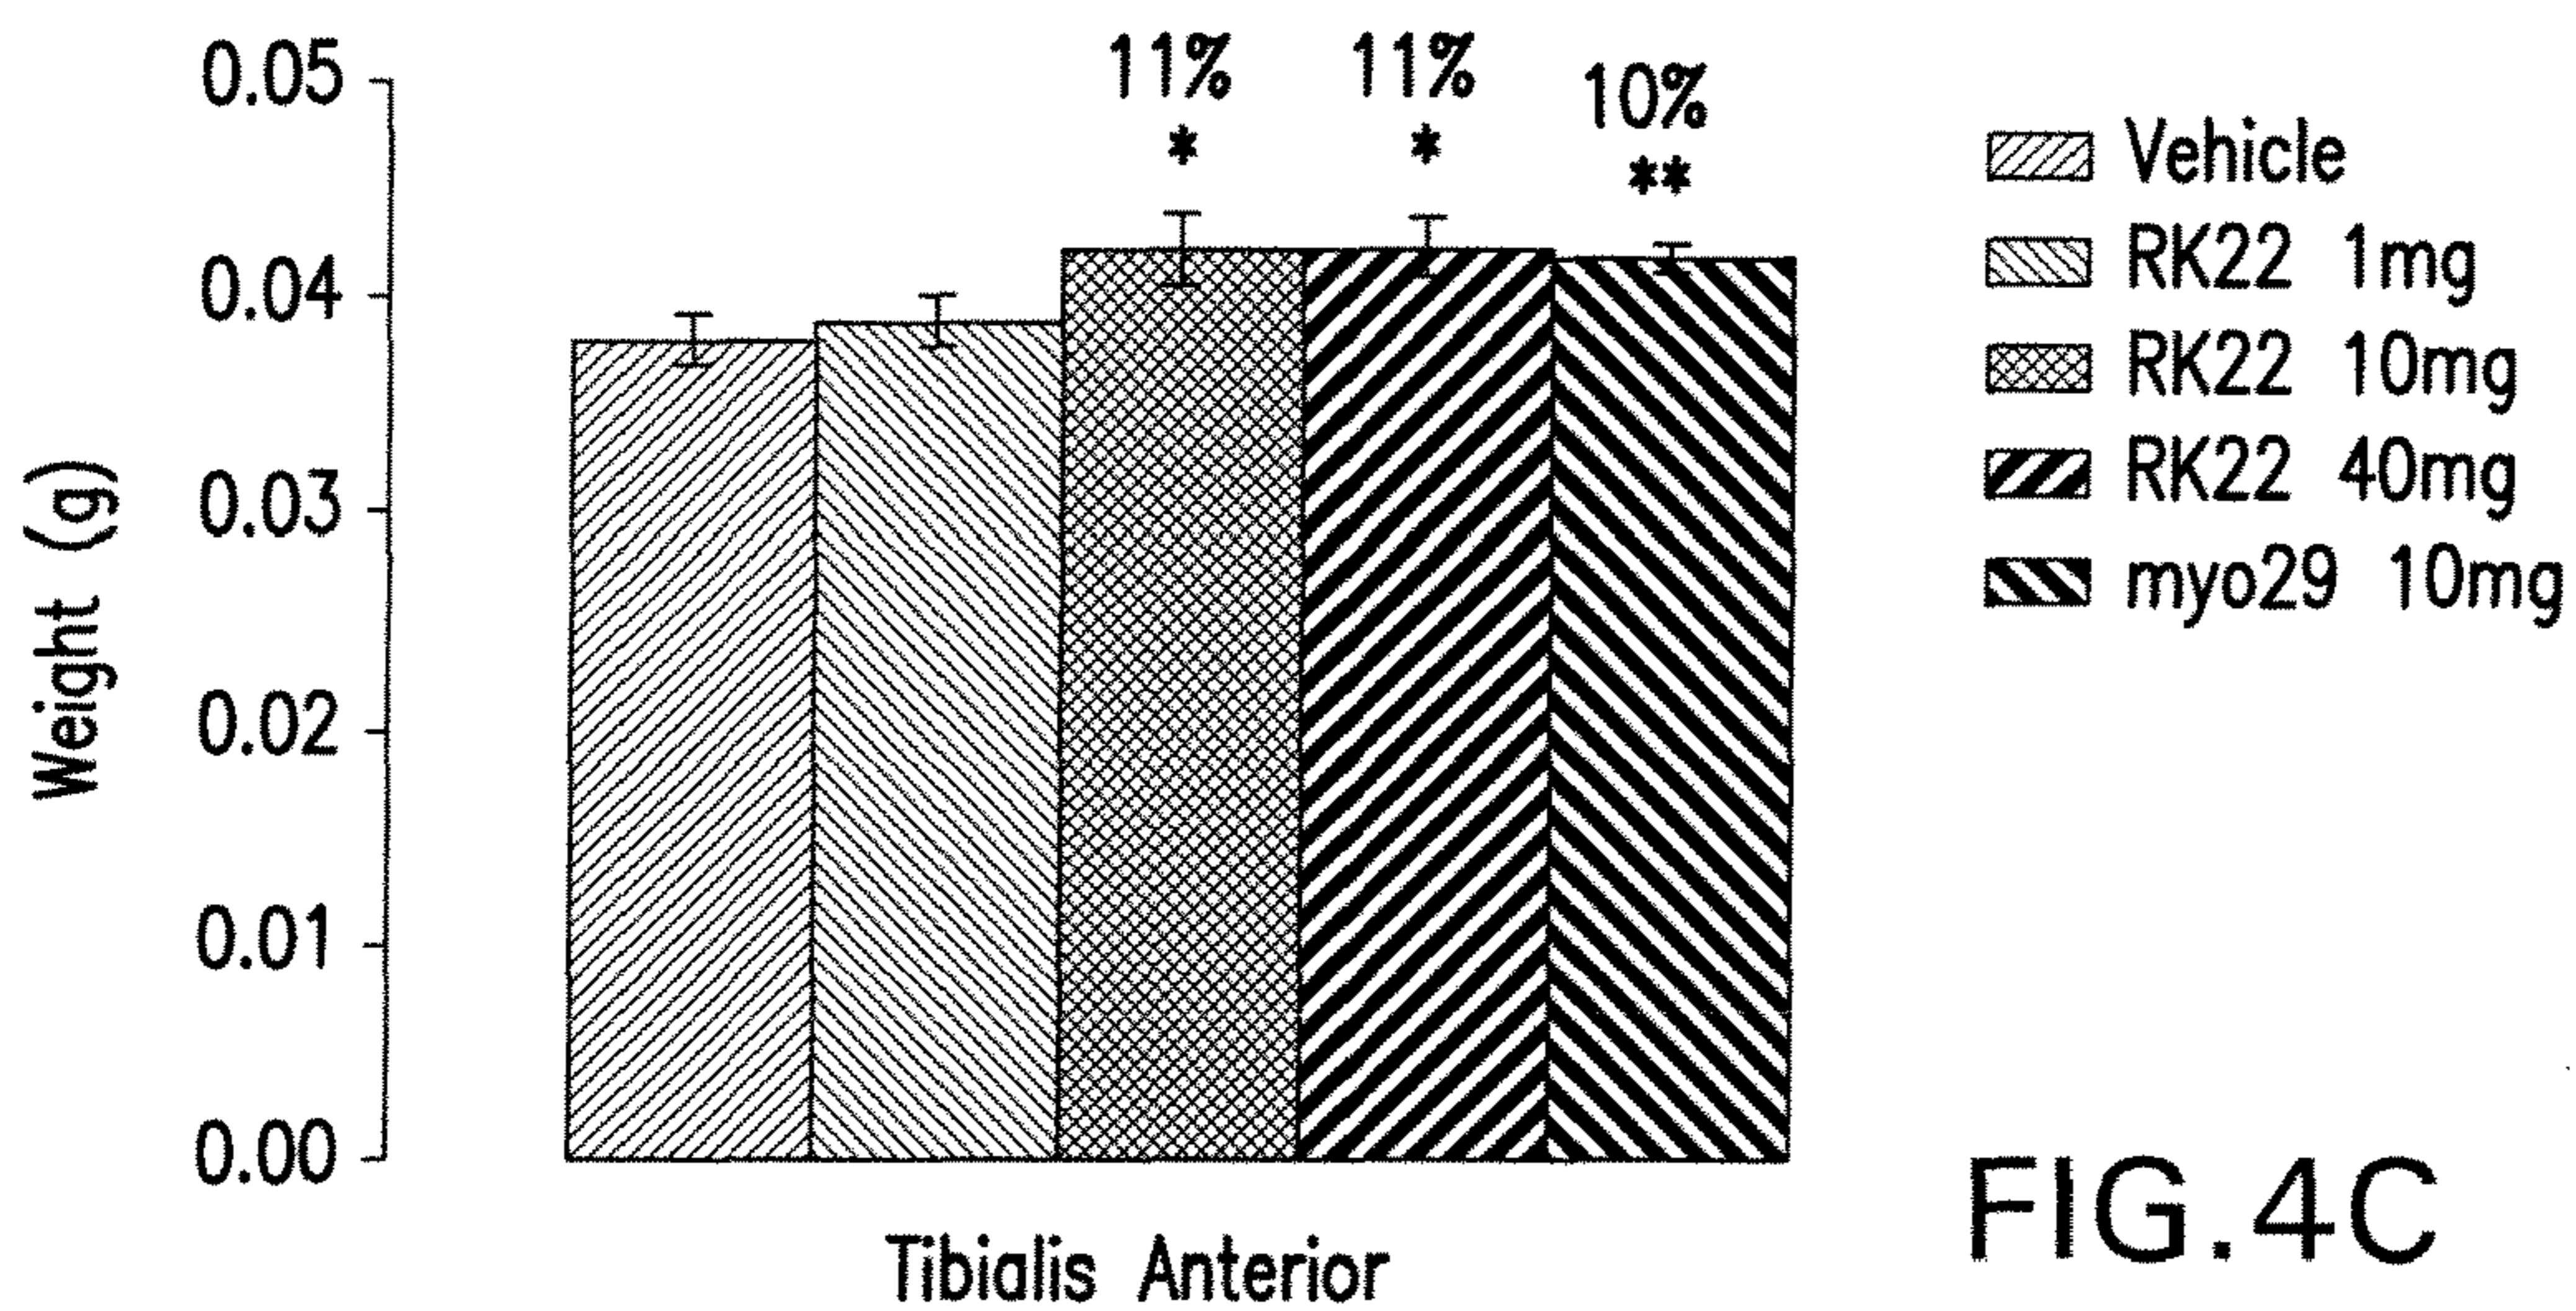 0.05
0.04
0.03
0.02
0.01
0.00
Weight (g)
11%
*
11%
*
10%
**
Vehicle
RK22 1mg
RK22 10mg
RK22 40mg
myo29 10mg
Tibialis Anterior
FIG.4C